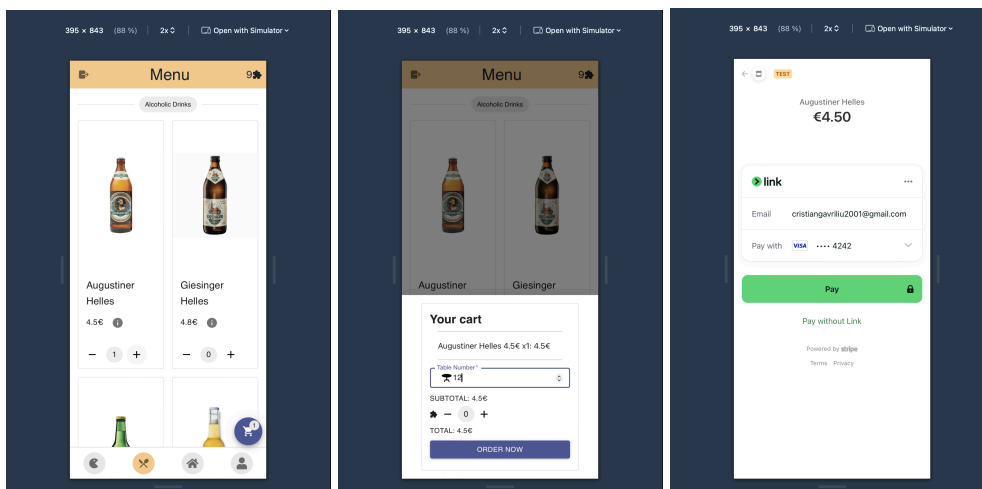 395 × 843 (88 %) 2x Open with Simulator
Menu 9
Alcoholic Drinks
Augustiner
Helles
4.5€
− 1 +
Giesinger
Helles
4.8€
− 0 +
1
395 × 843 (88 %) 2x Open with Simulator
Menu 9
Alcoholic Drinks
Augustiner Giesinger
Your cart
Augustiner Helles 4.5€ x1: 4.5€
Table Number*
12
SUBTOTAL: 4.5€
− 0 +
TOTAL: 4.5€
ORDER NOW
395 × 843 (88 %) 2x Open with Simulator
TEST
Augustiner Helles
€4.50
link
Email cristiangavriliu2001@gmail.com
Pay with VISA •••• 4242
Pay
Pay without Link
Powered by stripe
Terms Privacy